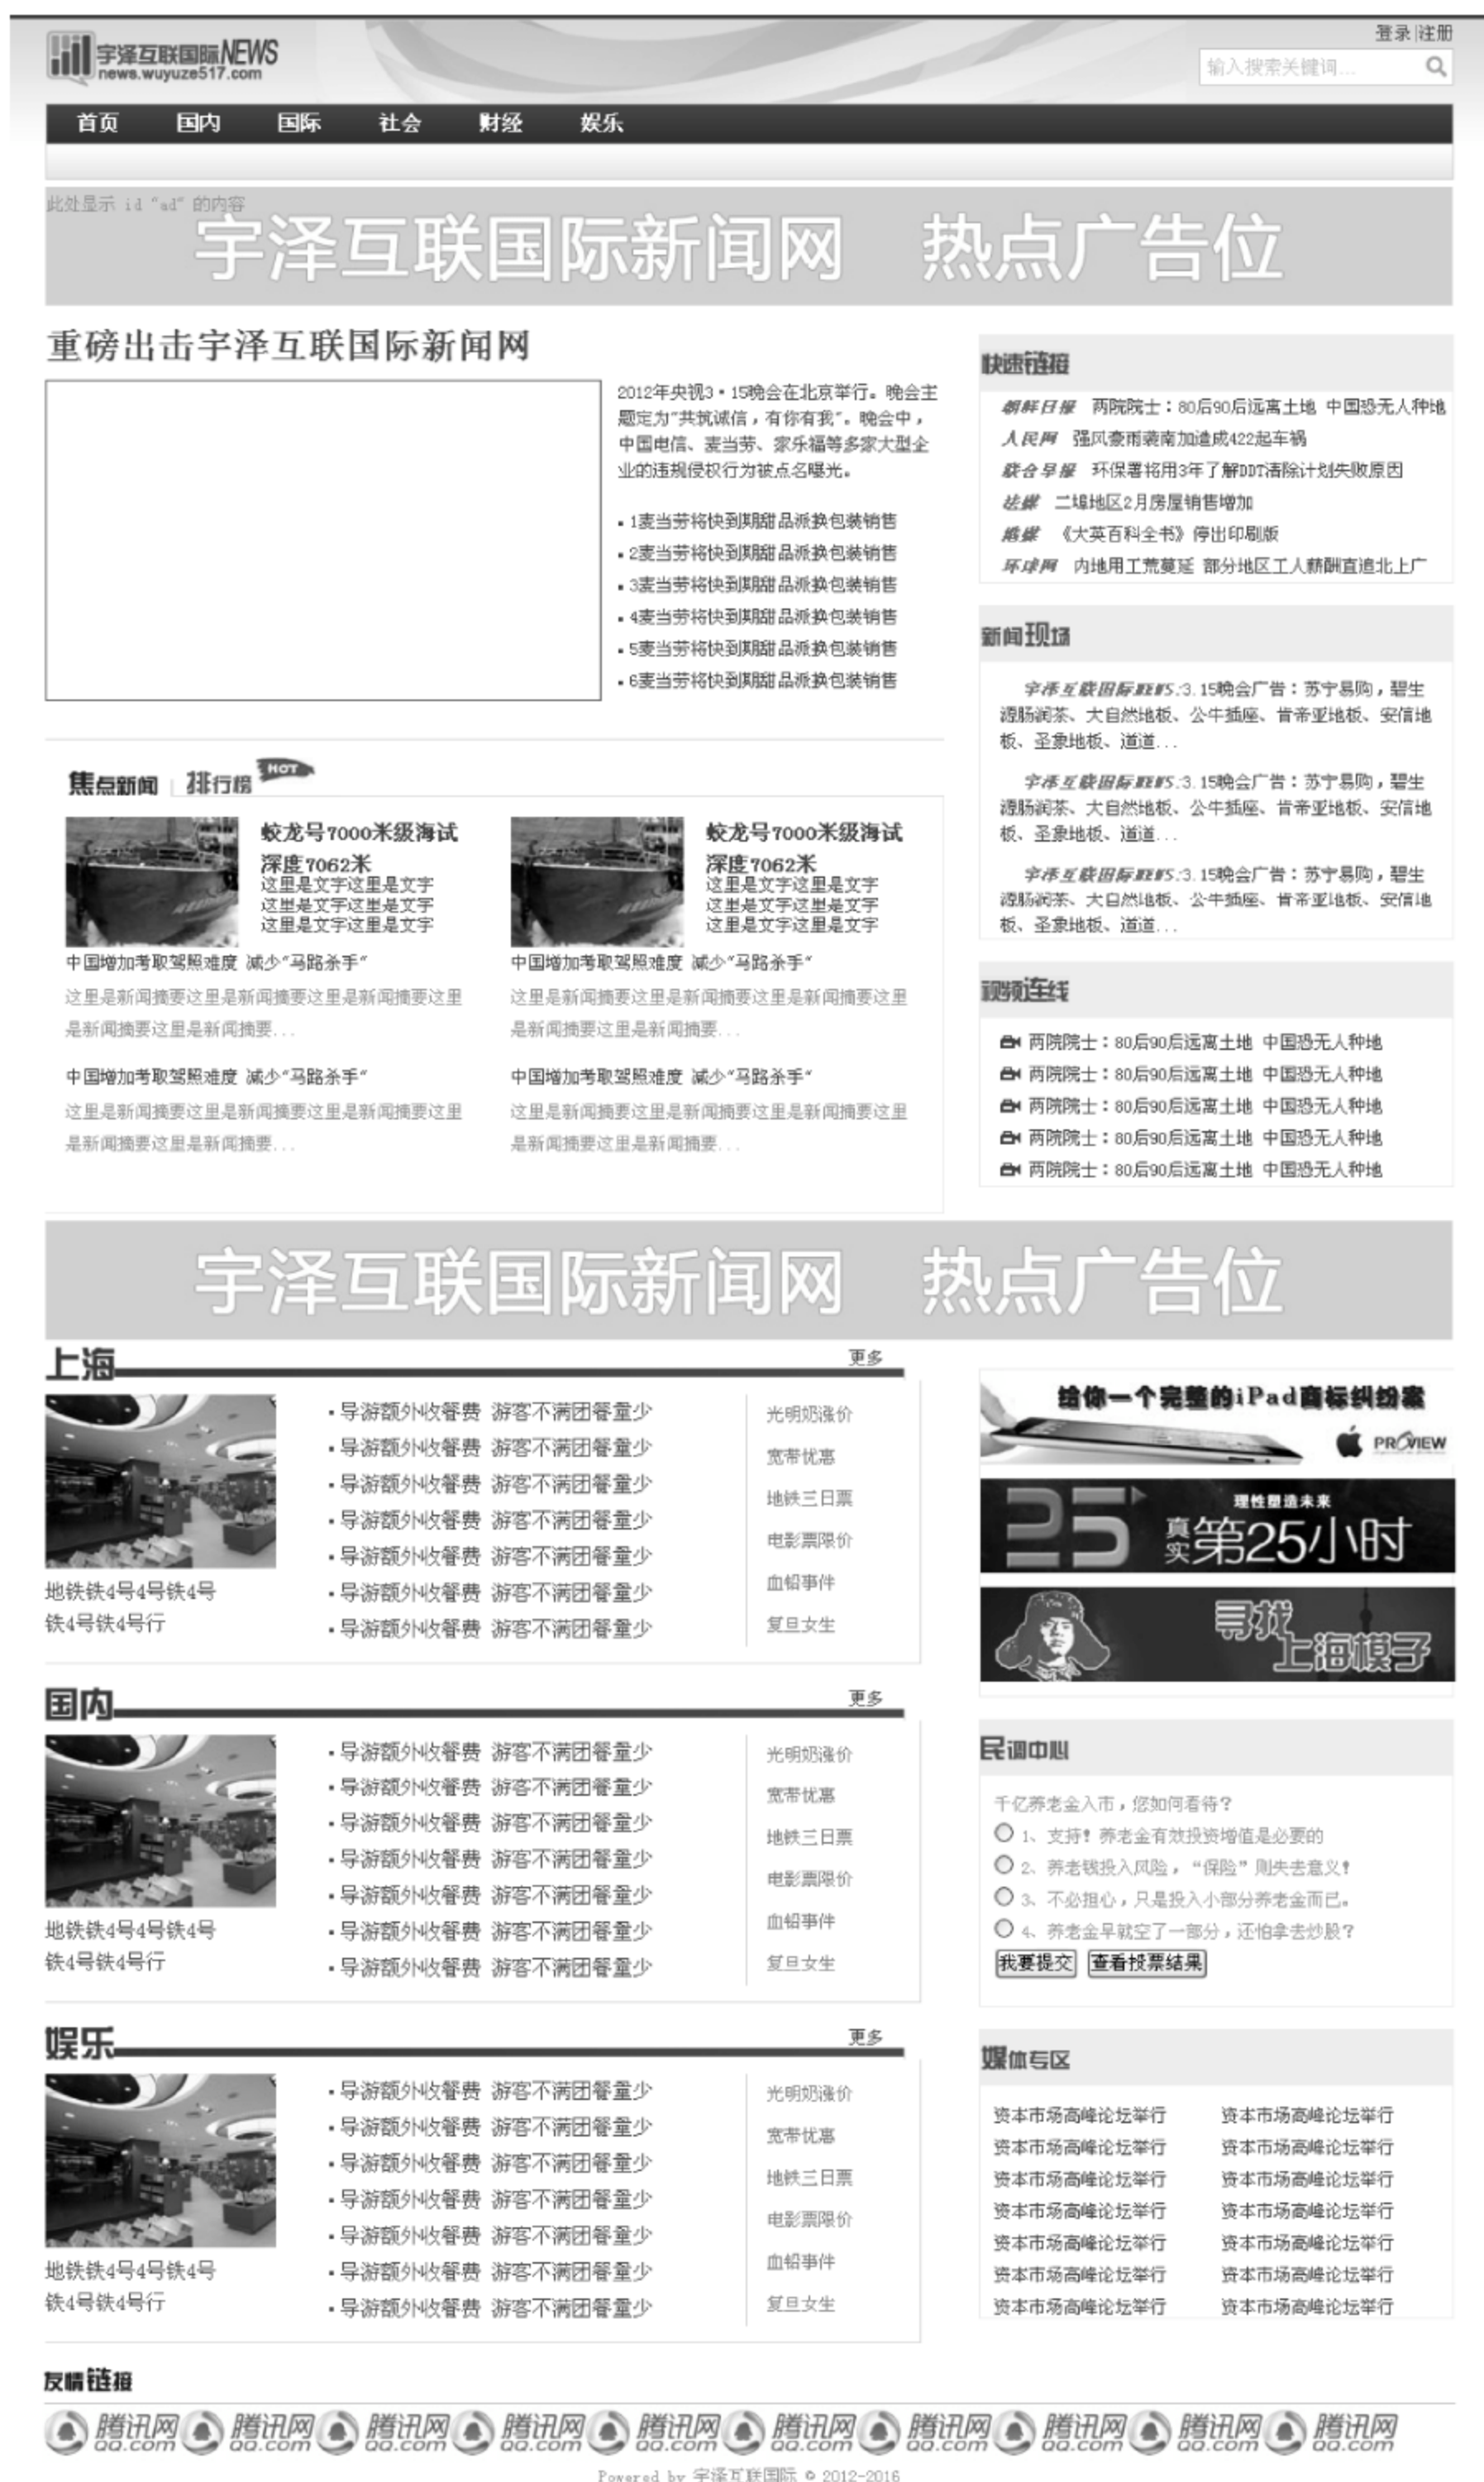 宇泽互联国际NEWS
news.wuyuze517.com
登录|注册
输入搜索关键词...
首页 国内 国际 社会 财经 娱乐
此处显示 id "ad" 的内容
宇泽互联国际新闻网 热点广告位
重磅出击宇泽互联国际新闻网
2012年央视3·15晚会在北京举行。晚会主
题定为"共筑诚信，有你有我"。晚会中，
中国电信、麦当劳、家乐福等多家大型企
业的违规侵权行为被点名曝光。
1麦当劳将快到期甜品派换包装销售
2麦当劳将快到期甜品派换包装销售
3麦当劳将快到期甜品派换包装销售
4麦当劳将快到期甜品派换包装销售
5麦当劳将快到期甜品派换包装销售
6麦当劳将快到期甜品派换包装销售
快速链接
朝鲜日报 两院院士：80后90后远离土地 中国恐无人种地
人民网 强风豪雨袭南加造成422起车祸
联合早报 环保署将用3年了解DDT清除计划失败原因
法媒 二埠地区2月房屋销售增加
港媒 《大英百科全书》停出印刷版
环球网 内地用工荒蔓延 部分地区工人薪酬直追北上广
新闻现场
宇泽互联国际NEWS:3.15晚会广告：苏宁易购，碧生
源肠润茶、大自然地板、公牛插座、肯帝亚地板、安信地
板、圣象地板、道道...
宇泽互联国际NEWS:3.15晚会广告：苏宁易购，碧生
源肠润茶、大自然地板、公牛插座、肯帝亚地板、安信地
板、圣象地板、道道...
宇泽互联国际NEWS:3.15晚会广告：苏宁易购，碧生
源肠润茶、大自然地板、公牛插座、肯帝亚地板、安信地
板、圣象地板、道道...
视频连线
两院院士：80后90后远离土地 中国恐无人种地
两院院士：80后90后远离土地 中国恐无人种地
两院院士：80后90后远离土地 中国恐无人种地
两院院士：80后90后远离土地 中国恐无人种地
两院院士：80后90后远离土地 中国恐无人种地
焦点新闻 | 排行榜 HOT
蛟龙号7000米级海试
深度7062米
这里是文字这里是文字
这里是文字这里是文字
这里是文字这里是文字
中国增加考取驾照难度 减少"马路杀手"
这里是新闻摘要这里是新闻摘要这里是新闻摘要这里
是新闻摘要这里是新闻摘要...
中国增加考取驾照难度 减少"马路杀手"
这里是新闻摘要这里是新闻摘要这里是新闻摘要这里
是新闻摘要这里是新闻摘要...
蛟龙号7000米级海试
深度7062米
这里是文字这里是文字
这里是文字这里是文字
这里是文字这里是文字
中国增加考取驾照难度 减少"马路杀手"
这里是新闻摘要这里是新闻摘要这里是新闻摘要这里
是新闻摘要这里是新闻摘要...
中国增加考取驾照难度 减少"马路杀手"
这里是新闻摘要这里是新闻摘要这里是新闻摘要这里
是新闻摘要这里是新闻摘要...
宇泽互联国际新闻网 热点广告位
上海 更多
地铁铁4号4号铁4号
铁4号铁4号行
导游额外收餐费 游客不满团餐量少
导游额外收餐费 游客不满团餐量少
导游额外收餐费 游客不满团餐量少
导游额外收餐费 游客不满团餐量少
导游额外收餐费 游客不满团餐量少
导游额外收餐费 游客不满团餐量少
导游额外收餐费 游客不满团餐量少
光明奶涨价
宽带优惠
地铁三日票
电影票限价
血铅事件
复旦女生
国内 更多
地铁铁4号4号铁4号
铁4号铁4号行
导游额外收餐费 游客不满团餐量少
导游额外收餐费 游客不满团餐量少
导游额外收餐费 游客不满团餐量少
导游额外收餐费 游客不满团餐量少
导游额外收餐费 游客不满团餐量少
导游额外收餐费 游客不满团餐量少
导游额外收餐费 游客不满团餐量少
光明奶涨价
宽带优惠
地铁三日票
电影票限价
血铅事件
复旦女生
娱乐 更多
地铁铁4号4号铁4号
铁4号铁4号行
导游额外收餐费 游客不满团餐量少
导游额外收餐费 游客不满团餐量少
导游额外收餐费 游客不满团餐量少
导游额外收餐费 游客不满团餐量少
导游额外收餐费 游客不满团餐量少
导游额外收餐费 游客不满团餐量少
导游额外收餐费 游客不满团餐量少
光明奶涨价
宽带优惠
地铁三日票
电影票限价
血铅事件
复旦女生
给你一个完整的iPad商标纠纷案
PROVIEW
25
理性塑造未来
真实第25小时
寻找
上海模子
民调中心
千亿养老金入市，您如何看待？
1、支持！养老金有效投资增值是必要的
2、养老钱投入风险，“保险”则失去意义！
3、不必担心，只是投入小部分养老金而已。
4、养老金早就空了一部分，还怕拿去炒股？
我要提交 查看投票结果
媒体专区
资本市场高峰论坛举行 资本市场高峰论坛举行
资本市场高峰论坛举行 资本市场高峰论坛举行
资本市场高峰论坛举行 资本市场高峰论坛举行
资本市场高峰论坛举行 资本市场高峰论坛举行
资本市场高峰论坛举行 资本市场高峰论坛举行
资本市场高峰论坛举行 资本市场高峰论坛举行
资本市场高峰论坛举行 资本市场高峰论坛举行
友情链接
腾讯网 腾讯网 腾讯网 腾讯网 腾讯网 腾讯网 腾讯网 腾讯网 腾讯网 腾讯网
QQ.com QQ.com QQ.com QQ.com QQ.com QQ.com QQ.com QQ.com QQ.com QQ.com
Powered by 宇泽互联国际 © 2012-2016